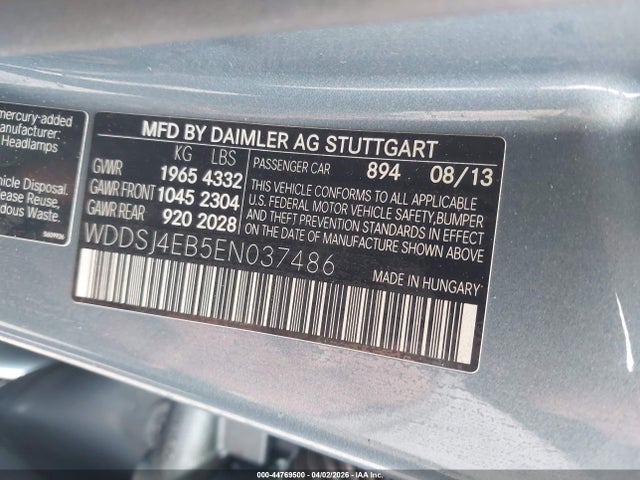 mercury-added
anufacturer:
Headlamps
hicle Disposal.
ease Reuse
dous Waste.
MFD BY DAIMLER AG STUTTGART
KG LBS
GVWR 1965 4332
GAWR FRONT 1045 2304
GAWR REAR 920 2028
PASSENGER CAR 894 08/13
THIS VEHICLE CONFORMS TO ALL APPLICABLE
U.S. FEDERAL MOTOR VEHICLE SAFETY, BUMPER
AND THEFT PREVENTION STANDARDS IN EFFECT
ON THE DATE OF MANUFACTURE SHOWN ABOVE
WDDSJ4EB5EN037486
MADE IN HUNGARY
000-44769500 - 04/02/2026 - IAA Inc.